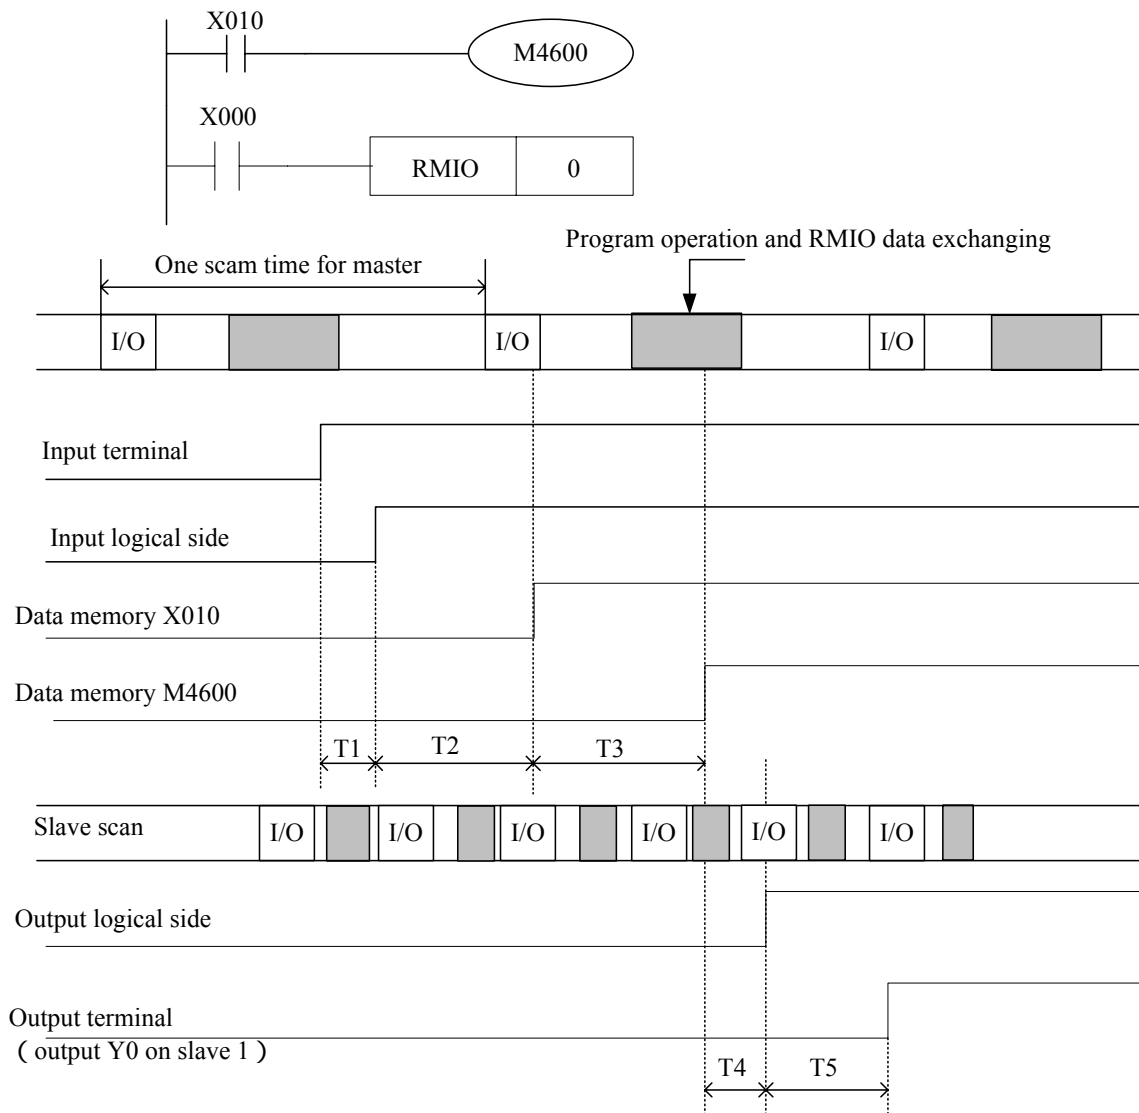 X010
M4600
X000
RMIO
0
Program operation and RMIO data exchanging
One scam time for master
I/O
I/O
I/O
Input terminal
Input logical side
Data memory X010
Data memory M4600
T1
T2
T3
Slave scan
I/O
I/O
I/O
I/O
I/O
I/O
Output logical side
Output terminal
( output Y0 on slave 1 )
T4
T5